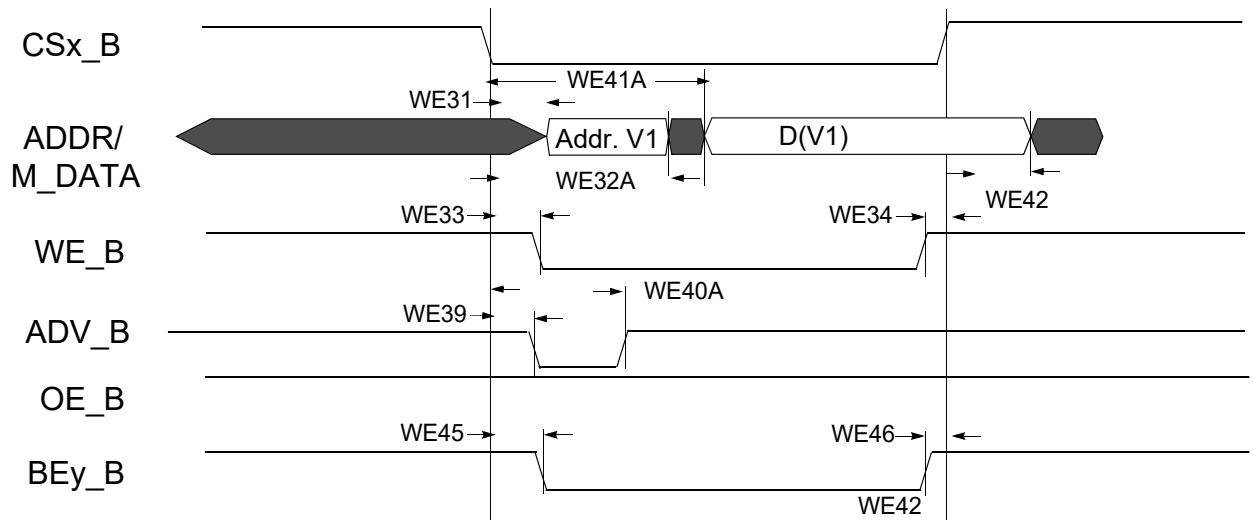 CSx_B
WE41A
WE31
ADDR/
M_DATA
Addr. V1
D(V1)
WE32A
WE42
WE33
WE34
WE_B
WE40A
WE39
ADV_B
OE_B
WE45
WE46
BEy_B
WE42